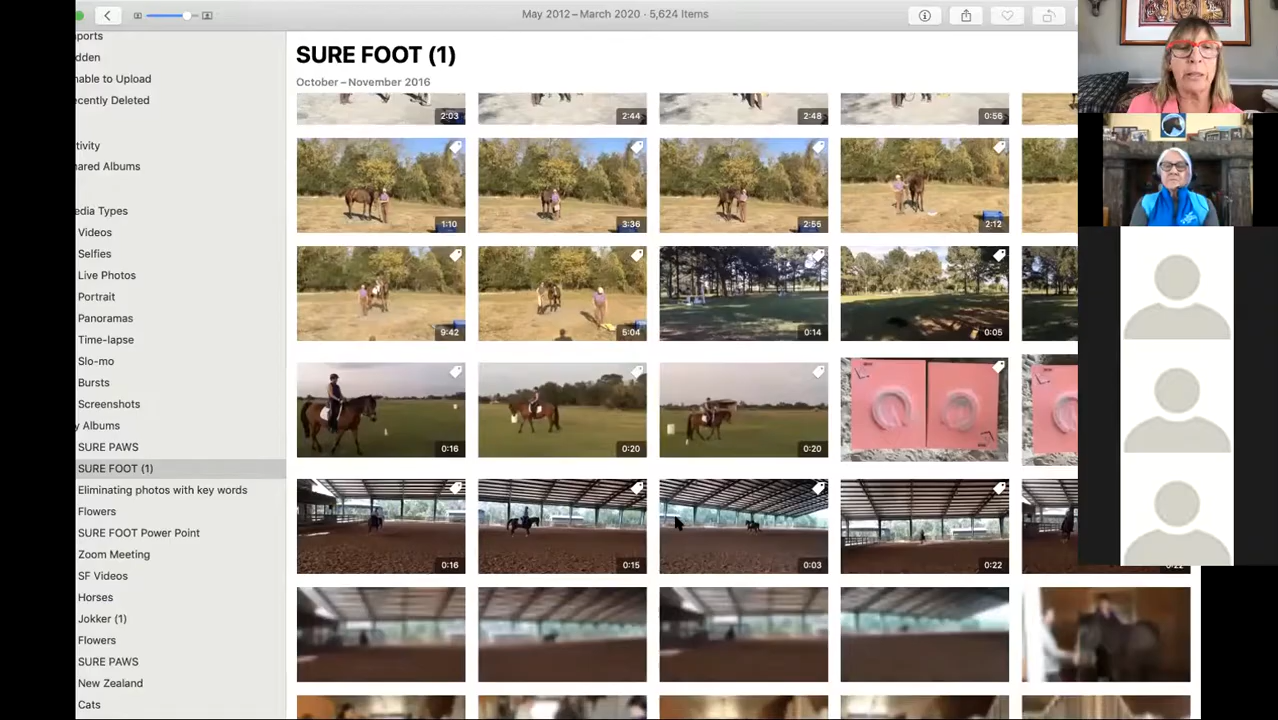 May 2012 – March 2020 · 5,624 Items
ports
dden
nable to Upload
ecently Deleted
tivity
hared Albums
edia Types
Videos
Selfies
Live Photos
Portrait
Panoramas
Time-lapse
Slo-mo
Bursts
Screenshots
y Albums
SURE PAWS
SURE FOOT (1)
Eliminating photos with key words
Flowers
SURE FOOT Power Point
Zoom Meeting
SF Videos
Horses
Jokker (1)
Flowers
SURE PAWS
New Zealand
Cats
SURE FOOT (1)
October – November 2016
2:03
2:44
2:48
0:56
1:10
3:36
2:55
2:12
9:42
5:04
0:14
0:05
0:16
0:20
0:20
0:16
0:15
0:03
0:22
0:22